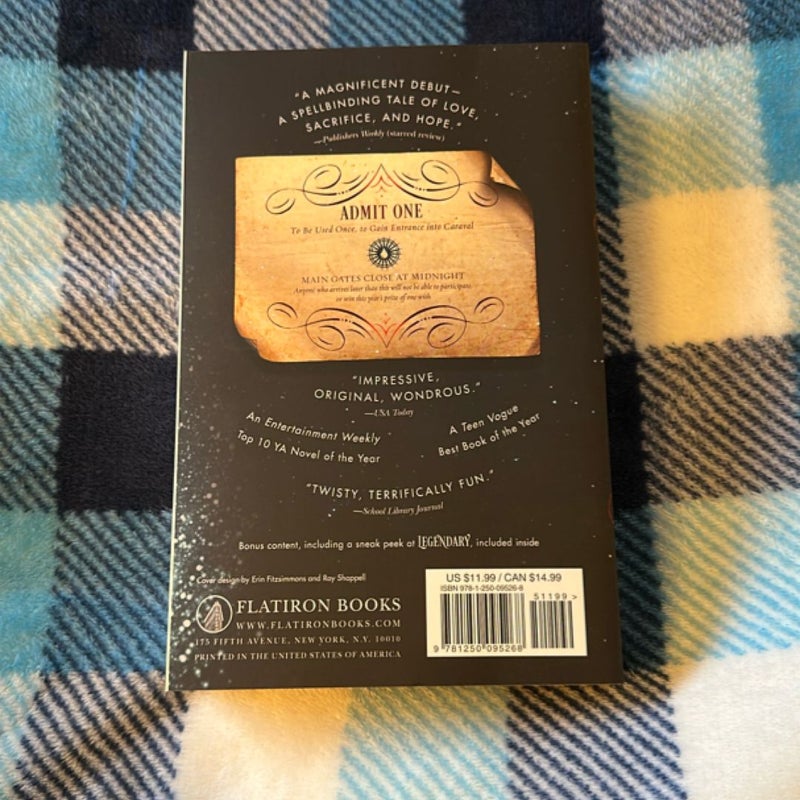 "A MAGNIFICENT DEBUT—
A SPELLBINDING TALE OF LOVE,
SACRIFICE, AND HOPE."
—Publishers Weekly (starred review)
ADMIT ONE
To Be Used Once, to Gain Entrance into Caraval
MAIN GATES CLOSE AT MIDNIGHT
Anyone who arrives later than this will not be able to participate
or win this year's prize of one wish
"IMPRESSIVE,
ORIGINAL, WONDROUS."
—USA Today
An Entertainment Weekly
Top 10 YA Novel of the Year
A Teen Vogue
Best Book of the Year
"TWISTY, TERRIFICALLY FUN."
—School Library Journal
Bonus content, including a sneak peek at LEGENDARY, included inside
Cover design by Erin Fitzsimmons and Ray Shappell
FLATIRON BOOKS
WWW.FLATIRONBOOKS.COM
175 FIFTH AVENUE, NEW YORK, N.Y. 10010
PRINTED IN THE UNITED STATES OF AMERICA
US $11.99 / CAN $14.99
ISBN 978-1-250-09526-8
51199>
9 781250 095268